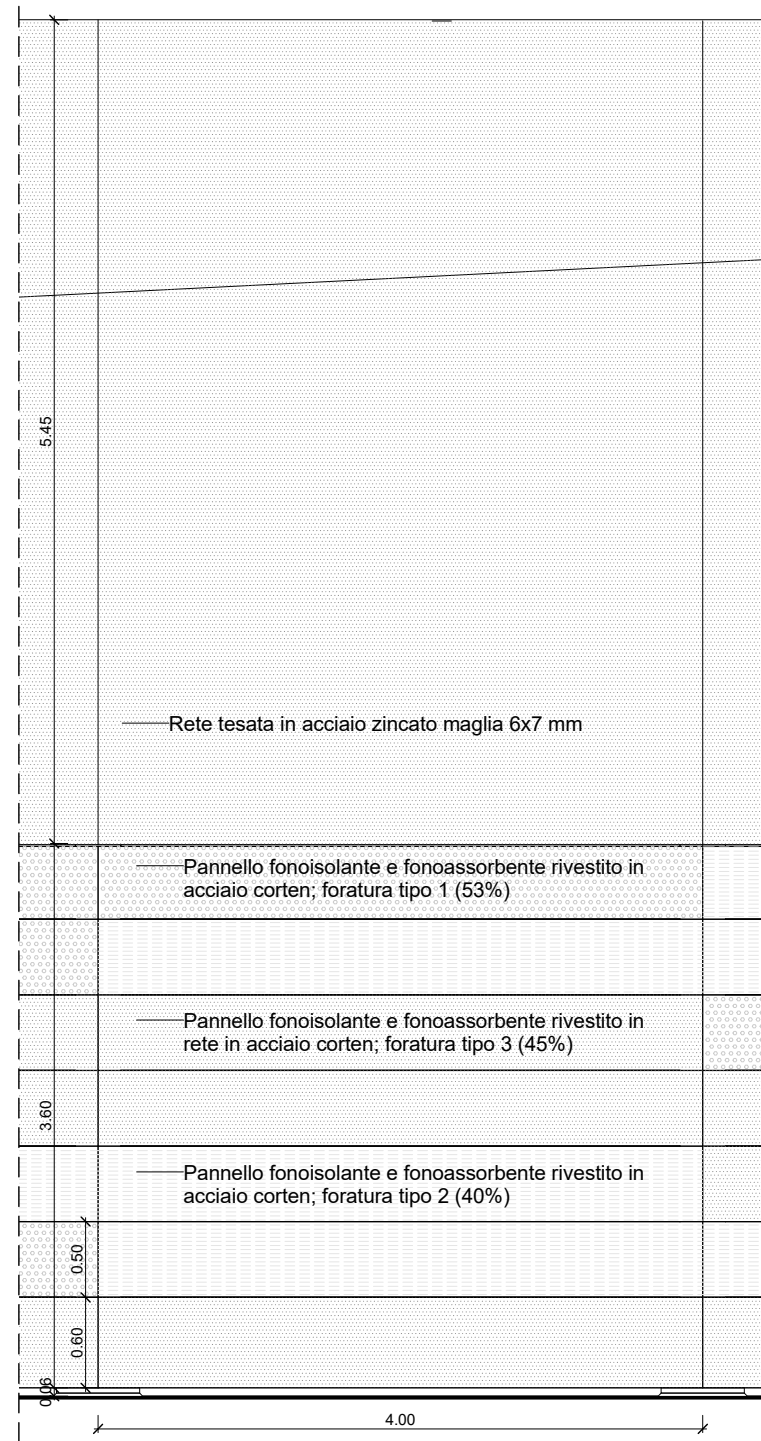 5.45
Rete tesata in acciaio zincato maglia 6x7 mm
Pannello fonoisolante e fonoassorbente rivestito in
acciaio corten; foratura tipo 1 (53%)
Pannello fonoisolante e fonoassorbente rivestito in
rete in acciaio corten; foratura tipo 3 (45%)
3.60
Pannello fonoisolante e fonoassorbente rivestito in
acciaio corten; foratura tipo 2 (40%)
0.50
0.60
0.06
4.00